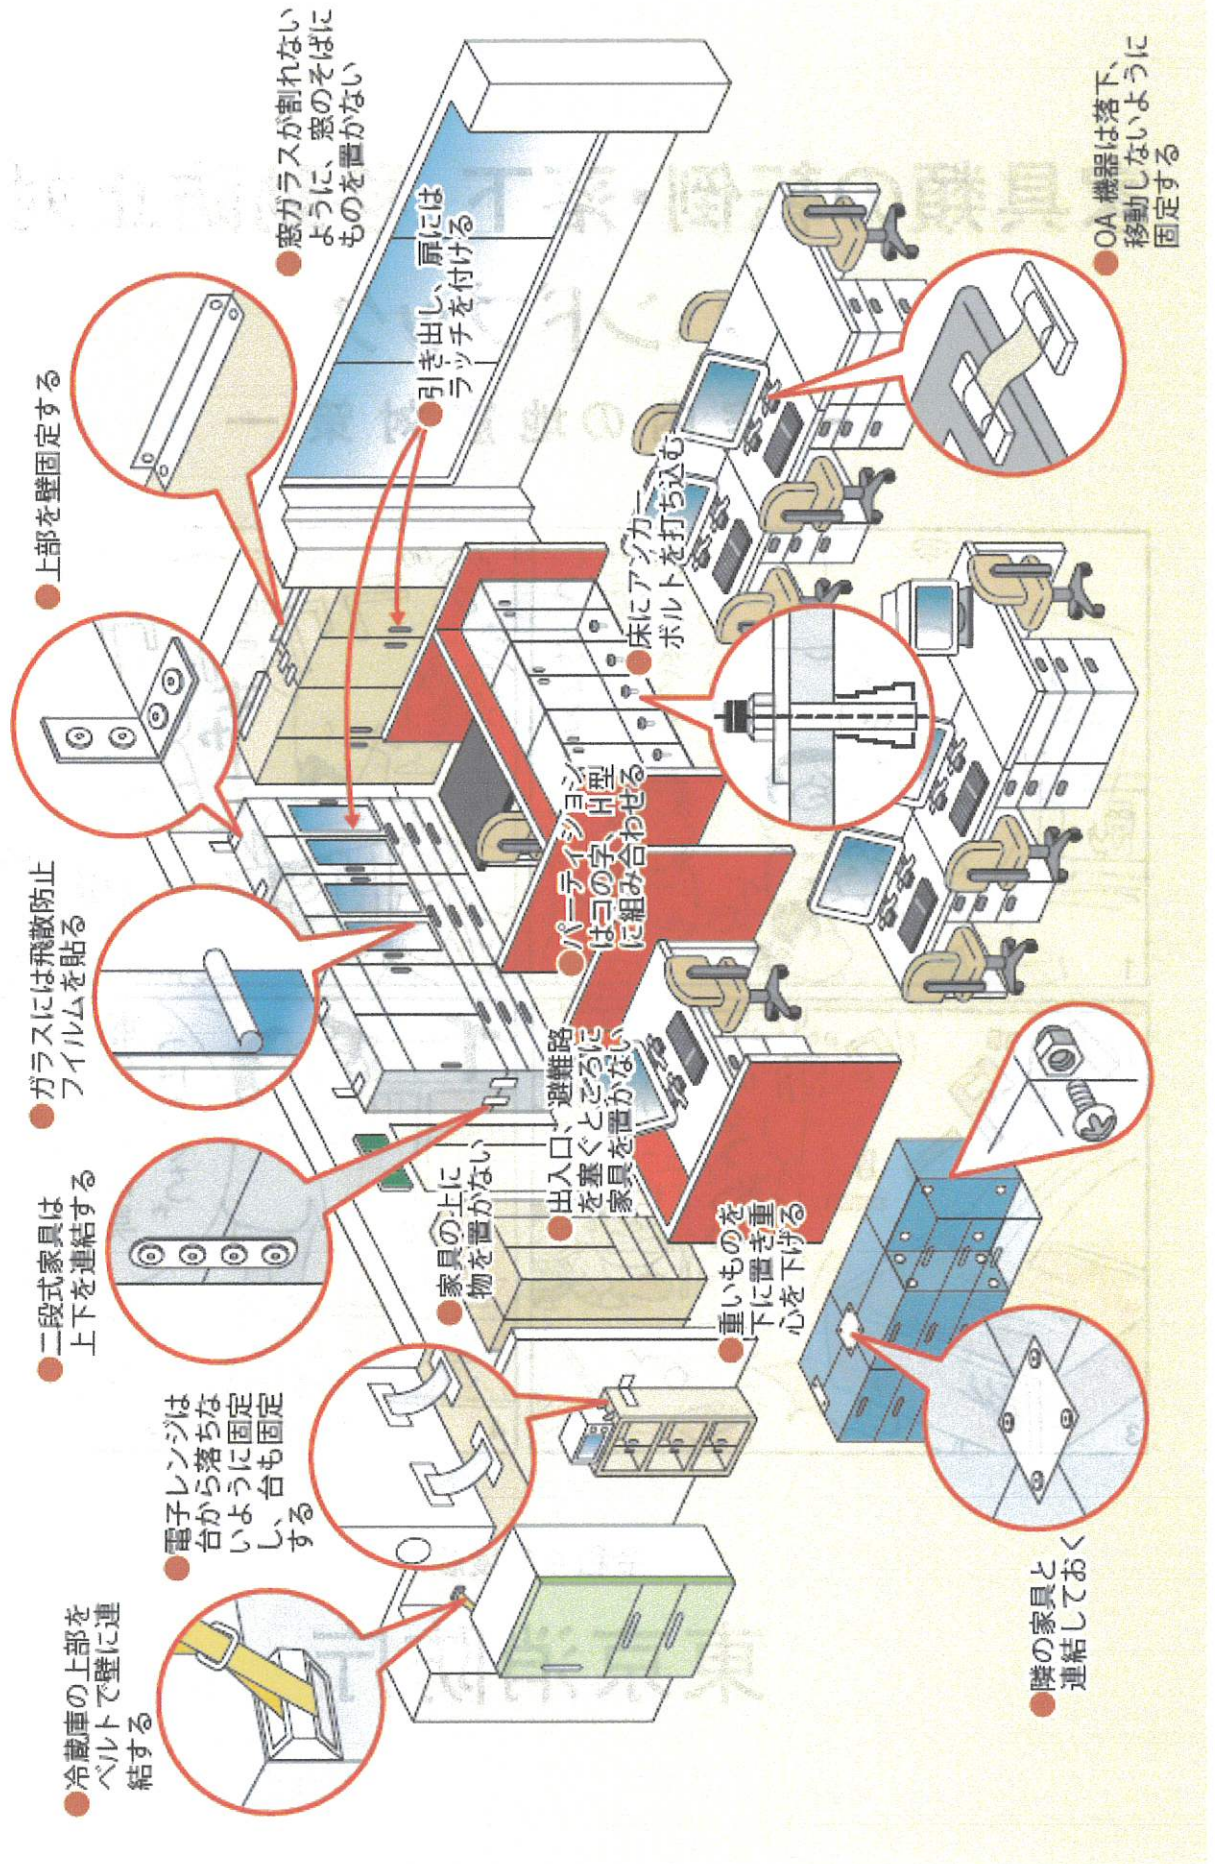 ●冷蔵庫の上部を
ベルトで壁に連
結する
●電子レンジは
台から落ちな
いように固定
し、台も固定
する
●二段式家具は
上下を連結する
●ガラスには飛散防止
フィルムを貼る
●上部を壁固定する
●窓ガラスが割れない
ように、窓のそばに
ものを置かない
●引き出し、扉には
ラッチを付ける
●家具の上に
物を置かない
●出入口、避難路
を塞ぐところに
家具を置かない
●パーティション
はコの字、H型
に組み合わせる
●床にアンカー
ボルトを打ち込む
●重いものを
下に置き重
心を下げる
●隣の家具と
連結しておく
●OA 機器は落下、
移動しないように
固定する